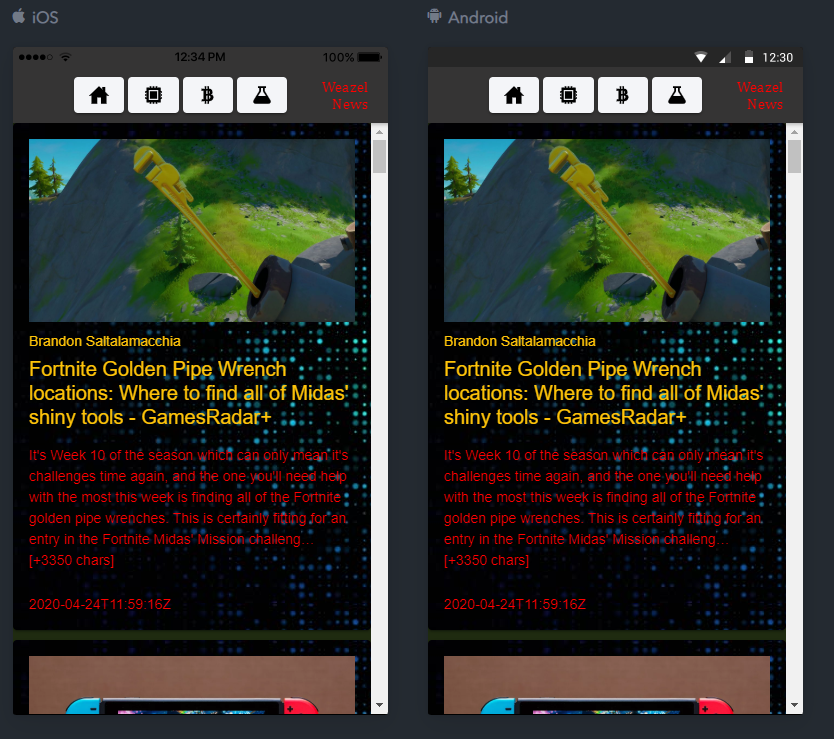 iOS
12:34 PM
100%
Weazel
News
Brandon Saltalamacchia
Fortnite Golden Pipe Wrench
locations: Where to find all of Midas'
shiny tools - GamesRadar+
It's Week 10 of the season which can only mean it's
challenges time again, and the one you'll need help
with the most this week is finding all of the Fortnite
golden pipe wrenches. This is certainly fitting for an
entry in the Fortnite Midas' Mission challeng…
[+3350 chars]
2020-04-24T11:59:16Z
Android
12:30
Weazel
News
Brandon Saltalamacchia
Fortnite Golden Pipe Wrench
locations: Where to find all of Midas'
shiny tools - GamesRadar+
It's Week 10 of the season which can only mean it's
challenges time again, and the one you'll need help
with the most this week is finding all of the Fortnite
golden pipe wrenches. This is certainly fitting for an
entry in the Fortnite Midas' Mission challeng…
[+3350 chars]
2020-04-24T11:59:16Z